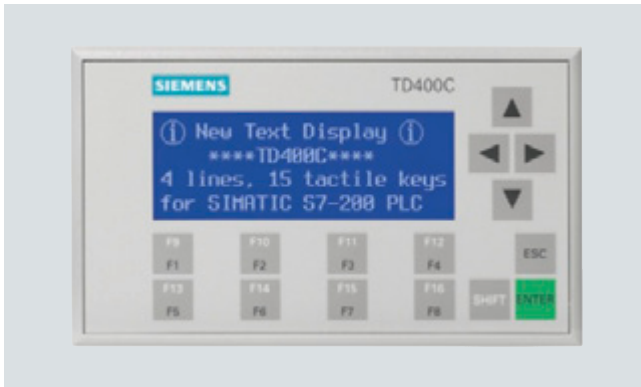 SIEMENS TD400C
ⓘ New Text Display ⓘ
****TD400C****
4 lines, 15 tactile keys
for SIMATIC S7-200 PLC
F9 F10 F11 F12
F1 F2 F3 F4 ESC
F13 F14 F15 F16
SHIFT ENTER
F5 F6 F7 F8